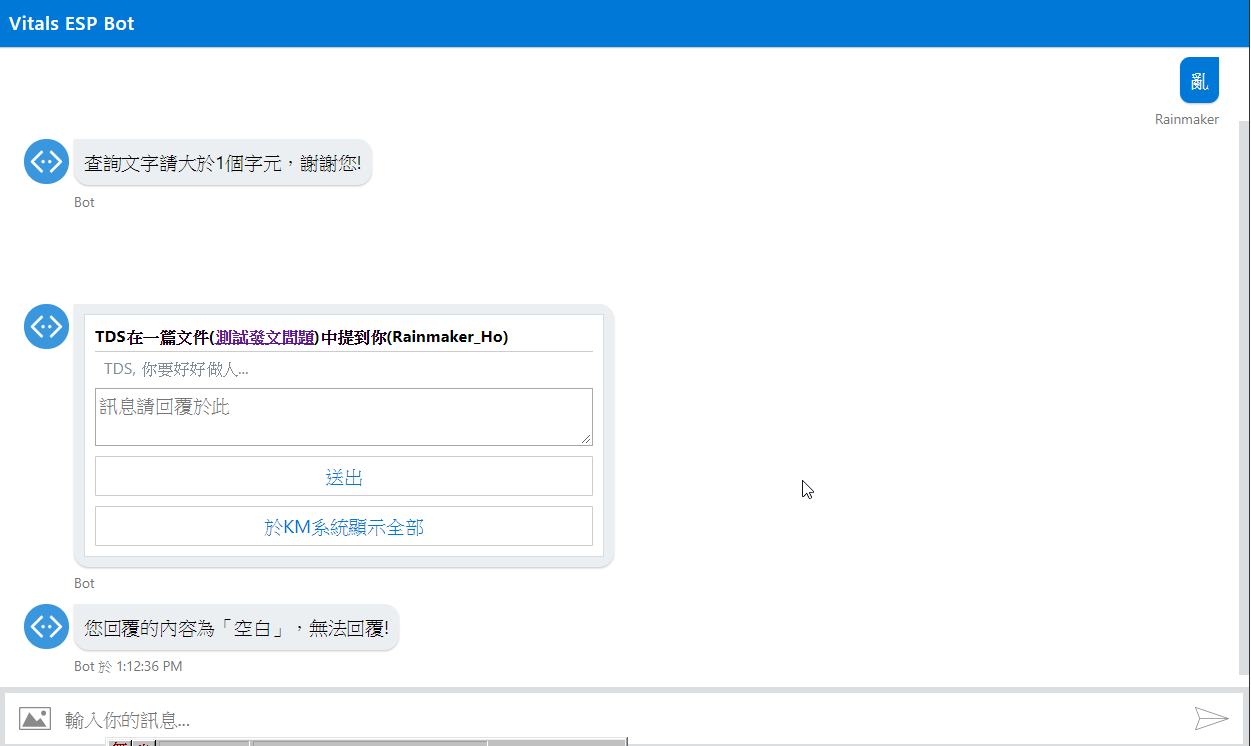 Vitals ESP Bot
亂
Rainmaker
查詢文字請大於1個字元，謝謝您!
Bot
TDS在一篇文件(測試發文問題)中提到你(Rainmaker_Ho)
TDS, 你要好好做人...
訊息請回覆於此
送出
於KM系統顯示全部
Bot
您回覆的內容為「空白」，無法回覆!
Bot 於 1:12:36 PM
輸入你的訊息...